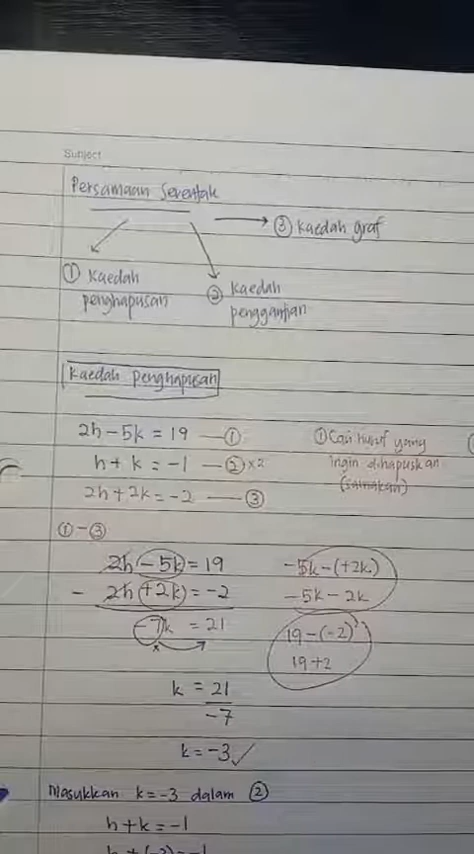 Subject
Persamaan Serentak
③ Kaedah graf
① Kaedah
penghapusan
② Kaedah
penggantian
Kaedah Penghapusan
2h-5k = 19 —①
h + k = -1 —② ×2
2h + 2k = -2 —③
① Cari huruf yang
ingin dihapuskan
(samakan)
①-③
2h - 5k = 19
- 2h + 2k = -2
-7k = 21
-5k-(+2k)
-5k-2k
19-(-2)
19+2
k = 21
-7
k = -3 ✓
Masukkan k=-3 dalam ②
h+k = -1
h+(-3) = -1